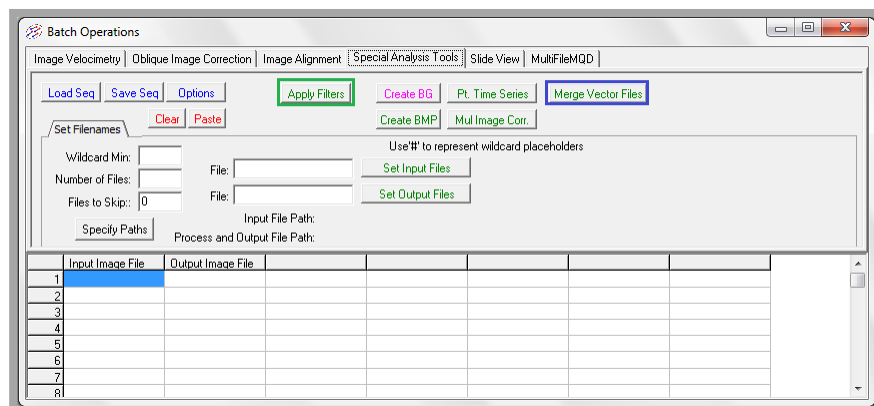 Batch Operations
Image Velocimetry Oblique Image Correction Image Alignment Special Analysis Tools Slide View MultiFileMQD
Load Seq Save Seq Options Apply Filters Create BG Pt. Time Series Merge Vector Files
Clear Paste Create BMP Mul Image Corr.
Set Filenames
Use'#' to represent wildcard placeholders
Wildcard Min:
File: Set Input Files
Number of Files:
Files to Skip:: 0 File: Set Output Files
Input File Path:
Specify Paths
Process and Output File Path:
Input Image File Output Image File
1
2
3
4
5
6
7
8